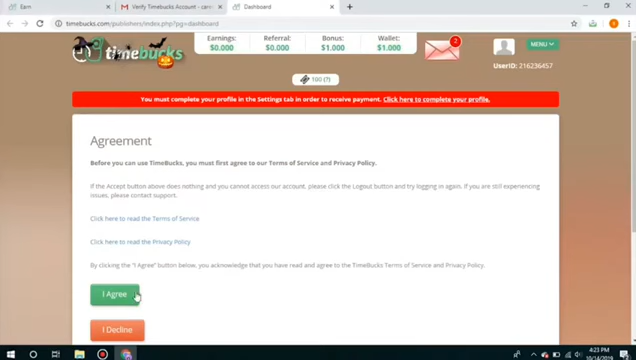 Earn
Verify Timebucks Account - can
Dashboard
timebucks.com/publishers/index.php?pg=dashboard
timebucks
Earnings: Referral: Bonus: Wallet:
$0.000 $0.000 $1.000 $1.000
2
MENU
UserID: 216236457
100 (?)
You must complete your profile in the Settings tab in order to receive payment. Click here to complete your profile.
Agreement
Before you can use TimeBucks, you must first agree to our Terms of Service and Privacy Policy.
If the Accept button above does nothing and you cannot access our account, please click the Logout button and try logging in again. If you are still experiencing
issues, please contact support.
Click here to read the Terms of Service
Click here to read the Privacy Policy
By clicking the "I Agree" button below, you acknowledge that you have read and agree to the TimeBucks Terms of Service and Privacy Policy.
I Agree
I Decline
4:23 PM
10/14/2019